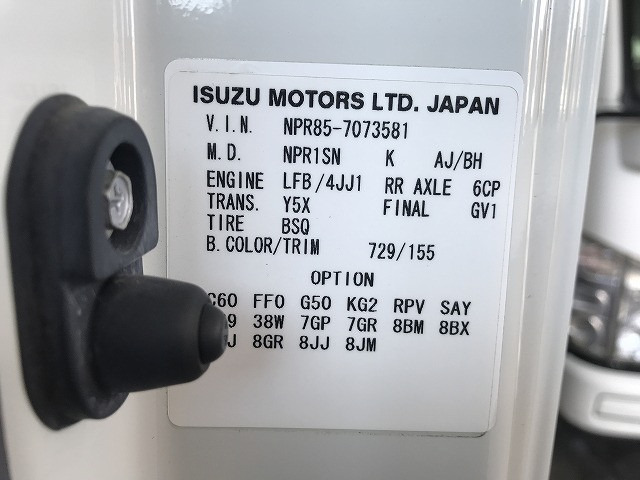 ISUZU MOTORS LTD. JAPAN
V.I.N. NPR85-7073581
M.D. NPR1SN K AJ/BH
ENGINE LFB/4JJ1 RR AXLE 6CP
TRANS. Y5X FINAL GV1
TIRE BSQ
B.COLOR/TRIM 729/155
OPTION
FF0 G50 KG2 RPV SAY
38W 7GP 7GR 8BM 8BX
8GR 8JJ 8JM